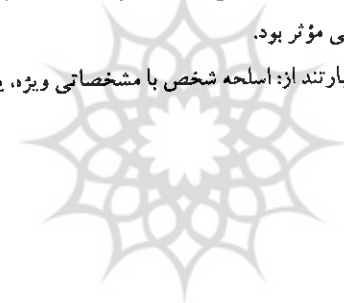 ی مؤثر بود.
بارتند از: اسلحه شخص با مشخصاتی ویژه، ی